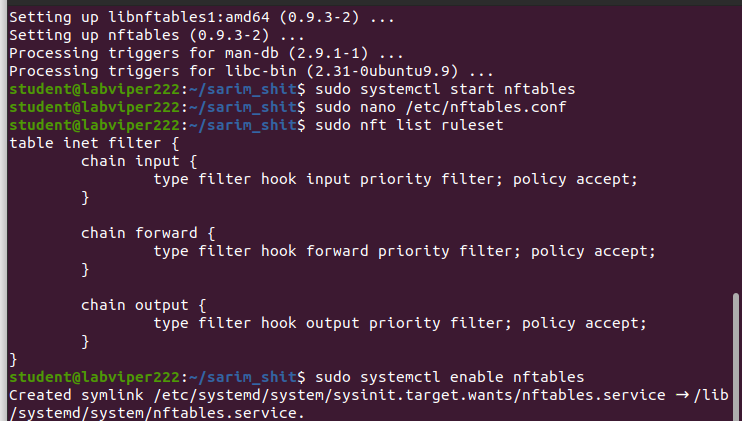 Setting up libnftables1:amd64 (0.9.3-2) ...
Setting up nftables (0.9.3-2) ...
Processing triggers for man-db (2.9.1-1) ...
Processing triggers for libc-bin (2.31-0ubuntu9.9) ...
student@labviper222:~/sarim_shit$ sudo systemctl start nftables
student@labviper222:~/sarim_shit$ sudo nano /etc/nftables.conf
student@labviper222:~/sarim_shit$ sudo nft list ruleset
table inet filter {
        chain input {
                type filter hook input priority filter; policy accept;
        }

        chain forward {
                type filter hook forward priority filter; policy accept;
        }

        chain output {
                type filter hook output priority filter; policy accept;
        }
}
student@labviper222:~/sarim_shit$ sudo systemctl enable nftables
Created symlink /etc/systemd/system/sysinit.target.wants/nftables.service → /lib
/systemd/system/nftables.service.